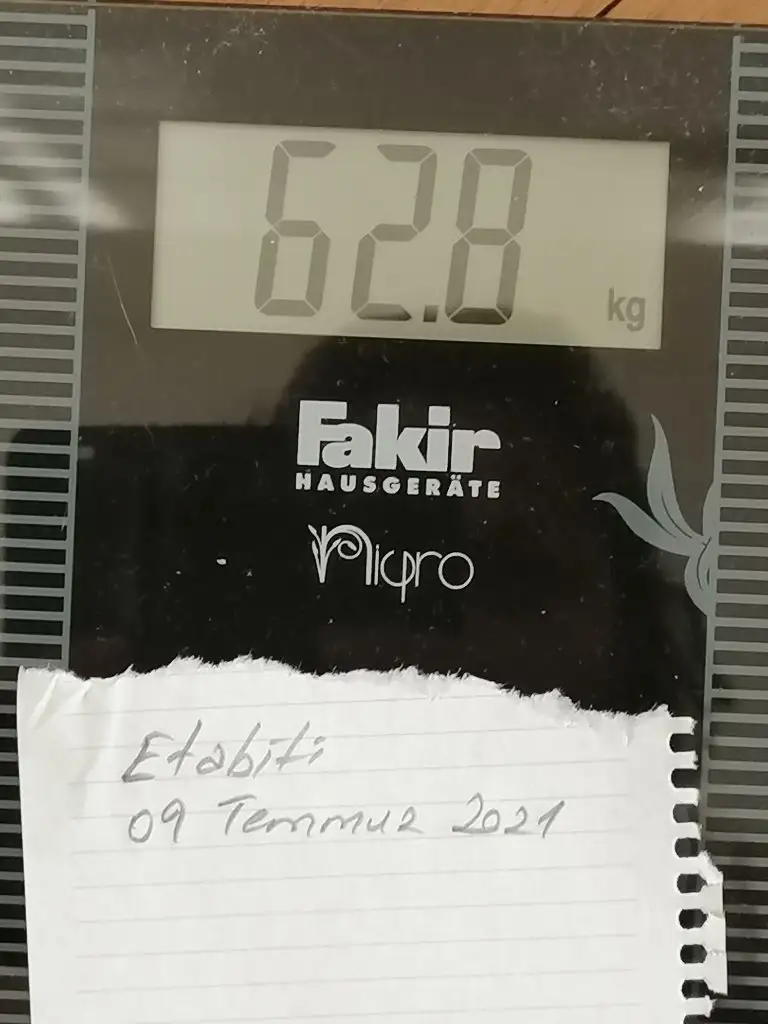 62.8 kg
Fakir
HAUSGERÄTE
Nigro
Etabiti
09 Temmuz 2021